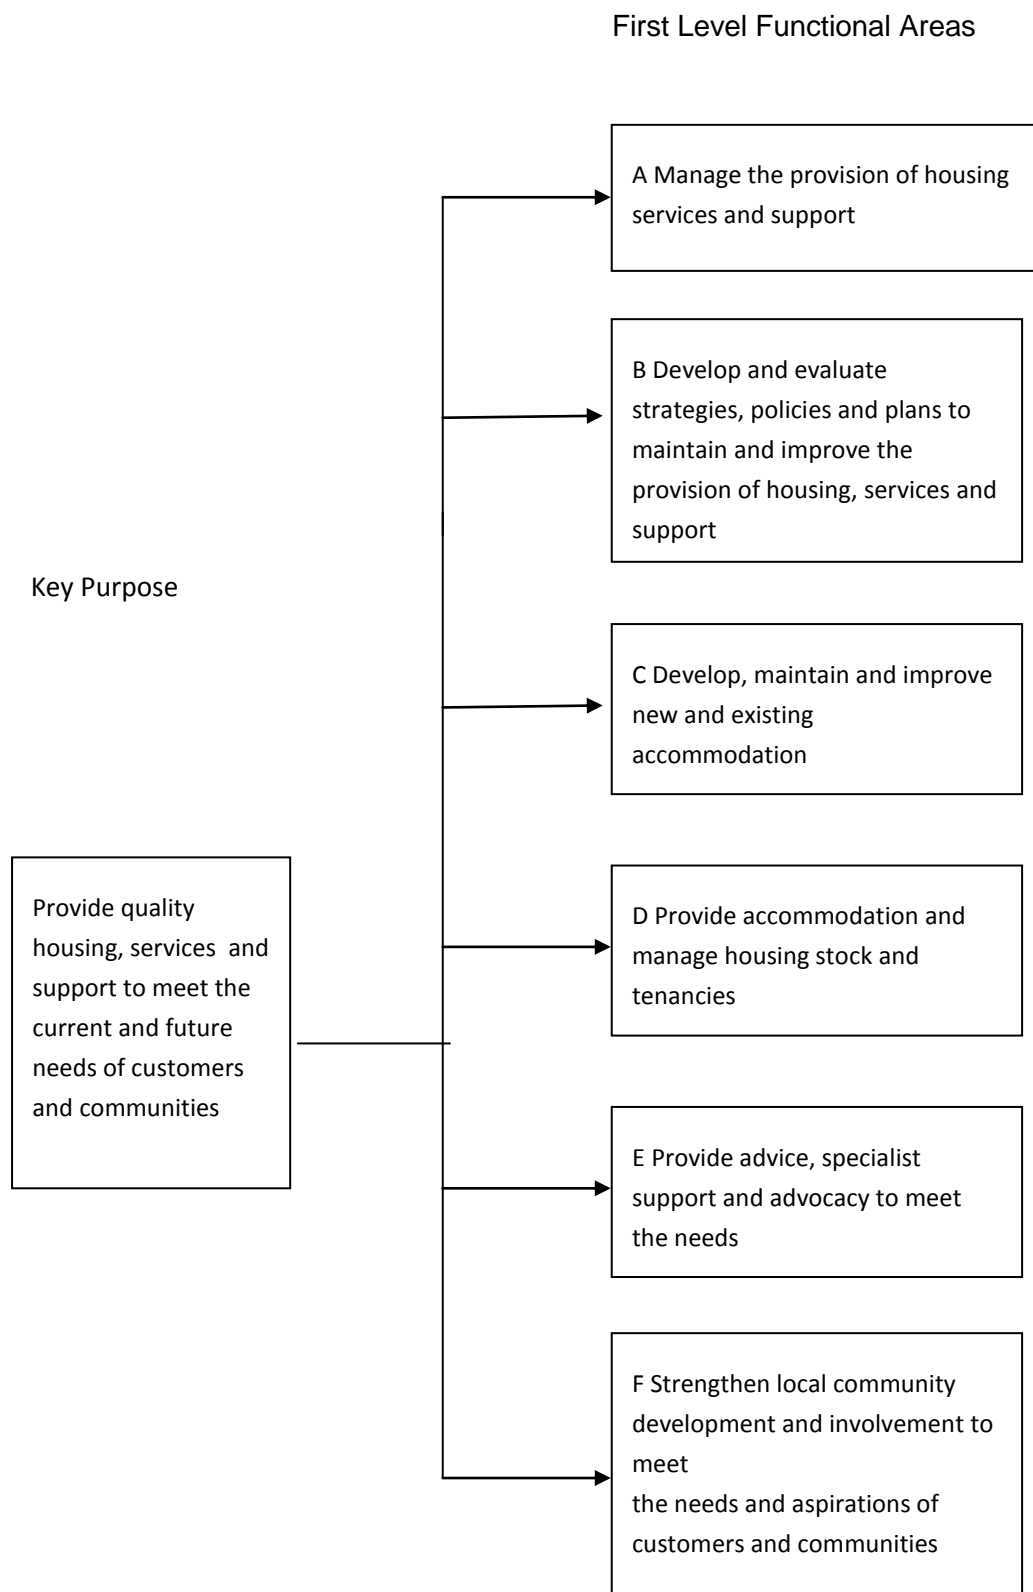 First Level Functional Areas
A Manage the provision of housing
services and support
B Develop and evaluate
strategies, policies and plans to
maintain and improve the
provision of housing, services and
support
Key Purpose
C Develop, maintain and improve
new and existing
accommodation
Provide quality
housing, services and
support to meet the
current and future
needs of customers
and communities
D Provide accommodation and
manage housing stock and
tenancies
E Provide advice, specialist
support and advocacy to meet
the needs
F Strengthen local community
development and involvement to
meet
the needs and aspirations of
customers and communities